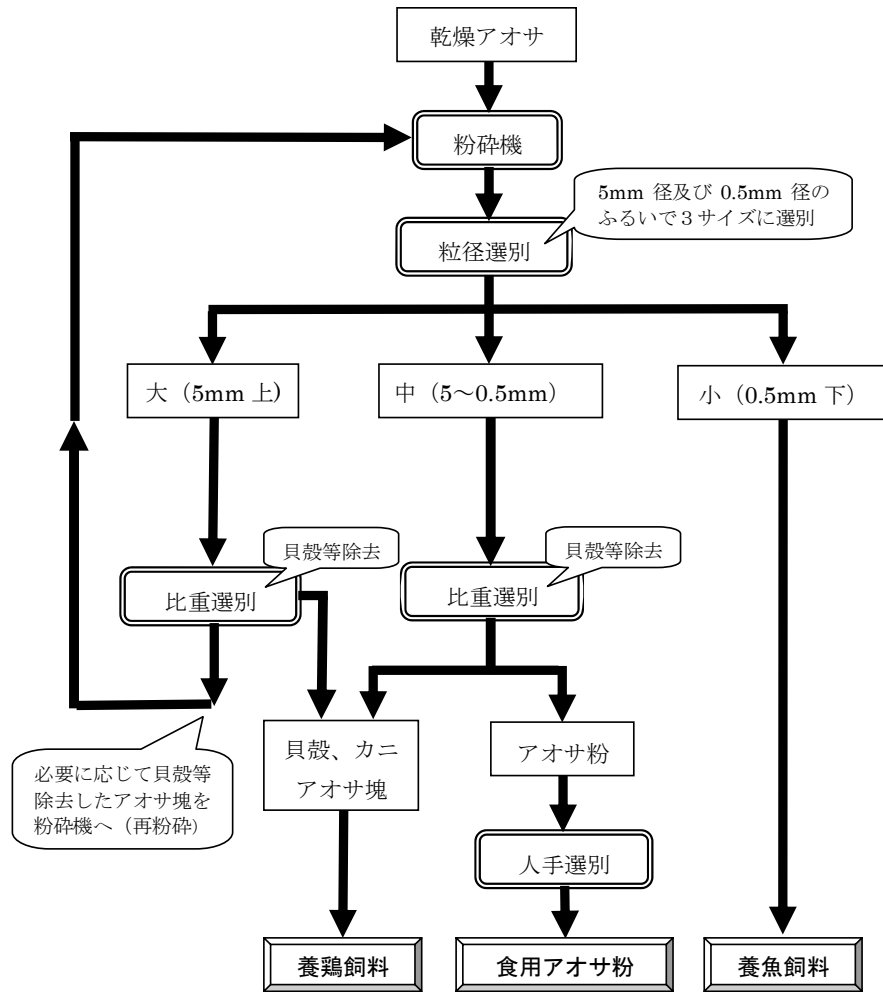 乾燥アオサ
粉砕機
5mm 径及び 0.5mm 径の
ふるいで３サイズに選別
粒径選別
大（5mm 上）
中（5～0.5mm）
小（0.5mm 下）
貝殻等除去
貝殻等除去
比重選別
比重選別
貝殻、カニ
アオサ塊
アオサ粉
必要に応じて貝殻等
除去したアオサ塊を
粉砕機へ（再粉砕）
人手選別
養鶏飼料
食用アオサ粉
養魚飼料